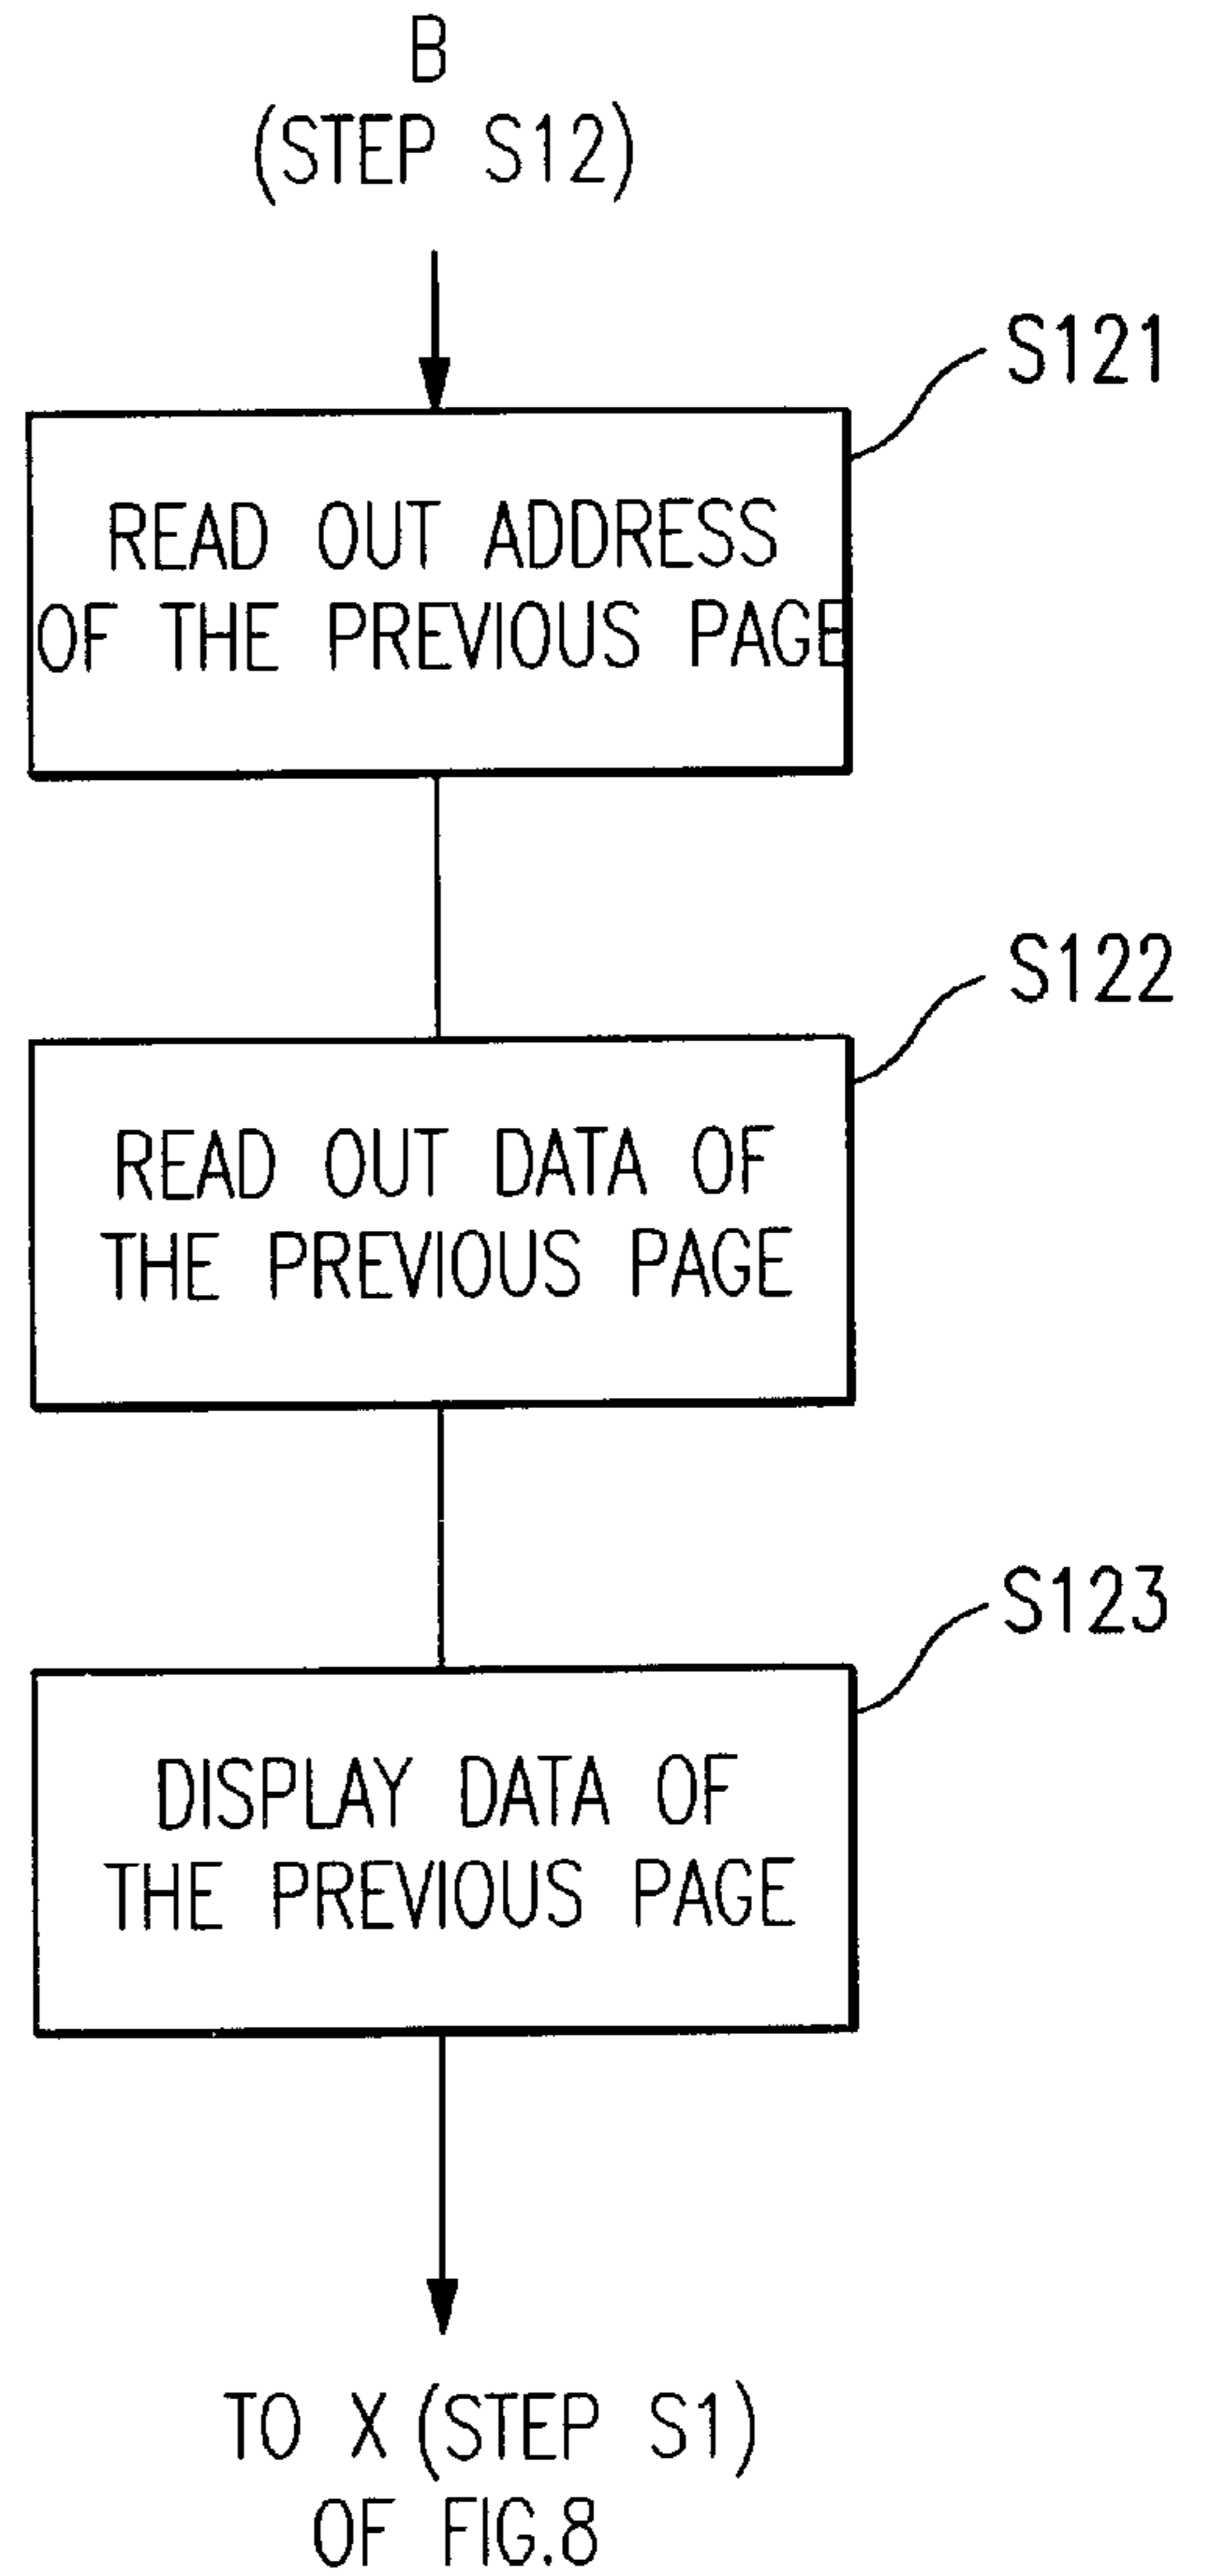 B
(STEP S12)
S121
READ OUT ADDRESS
OF THE PREVIOUS PAGE
S122
READ OUT DATA OF
THE PREVIOUS PAGE
S123
DISPLAY DATA OF
THE PREVIOUS PAGE
TO X (STEP S1)
OF FIG.8